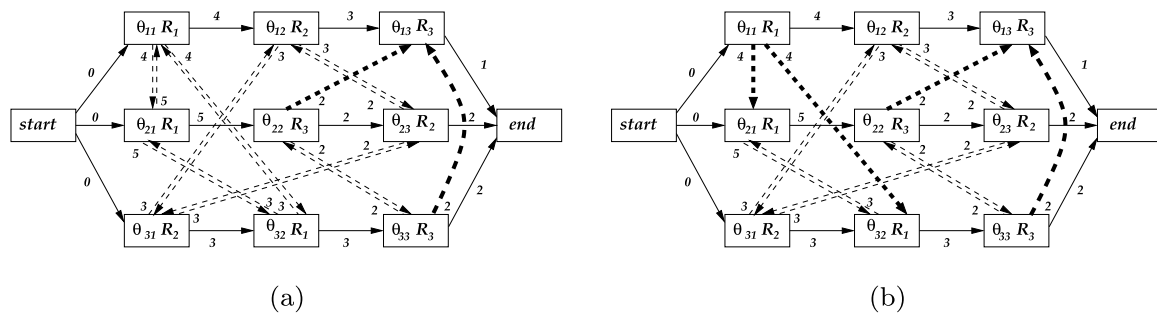 4 3 4 3
θ11 R1 θ12 R2 θ13 R3 θ11 R1 θ12 R2 θ13 R3
4 4 3 3 4 4 3 3
0 1 0 1
5 2 2 2 2
start 0 θ21 R1 5 θ22 R3 2 θ23 R2 2 end start 0 θ21 R1 5 θ22 R3 2 θ23 R2 2 end
5 2 2 5 2 2
0 2 0 2
3 3 3 3 2 2 3 3 3 2 2
θ31 R2 3 θ32 R1 3 θ33 R3 θ31 R2 3 θ32 R1 3 θ33 R3
(a) (b)